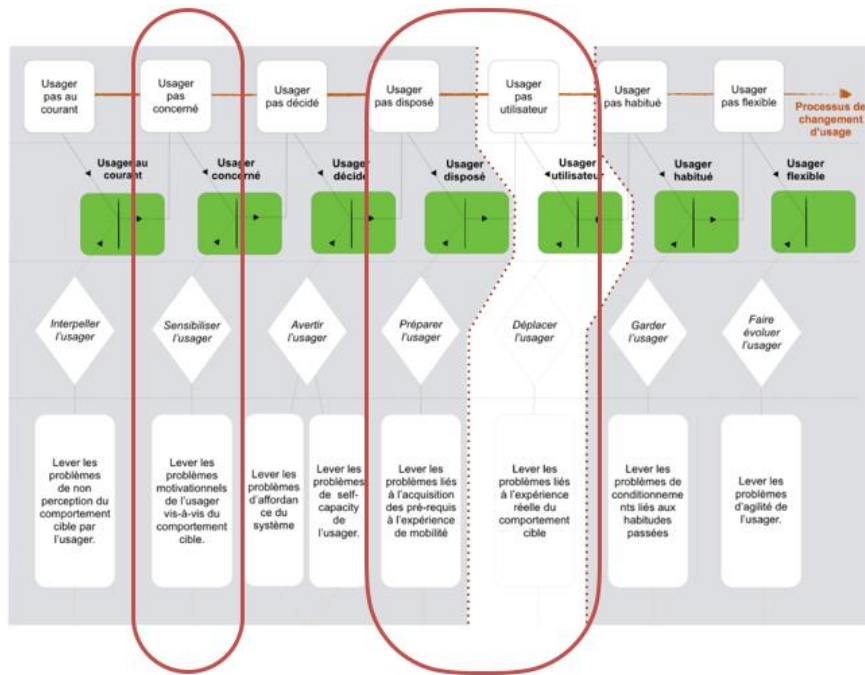 Usager
pas au
courant
Usager
pas
concerné
Usager
pas décidé
Usager
pas disposé
Usager
pas
utilisateur
Usager
pas habitué
Usager
pas flexible
Processus de
changement
d'usage
Usager au
courant
Usager
concerné
Usager
décidé
Usager
disposé
Usager
utilisateur
Usager
habitué
Usager
flexible
Interpeller
l'usager
Sensibiliser
l'usager
Avertir
l'usager
Préparer
l'usager
Déplacer
l'usager
Garder
l'usager
Faire
évoluer
l'usager
Lever les
problèmes
de non
perception du
comportement
cible par
l'usager.
Lever les
problèmes
motivationnels
de l'usager
vis-à-vis du
comportement
cible.
Lever les
problèmes
d'affordan
ce du
système
Lever les
problèmes
de self-
capacity
de
l'usager.
Lever les
problèmes liés
à l'acquisition
des pré-requis
à l'expérience
de mobilité
Lever les
problèmes liés
à l'expérience
réelle du
comportement
cible
Lever les
problèmes de
conditionneme
nts liés aux
habitudes
passées
Lever les
problèmes
d'agilité de
l'usager.